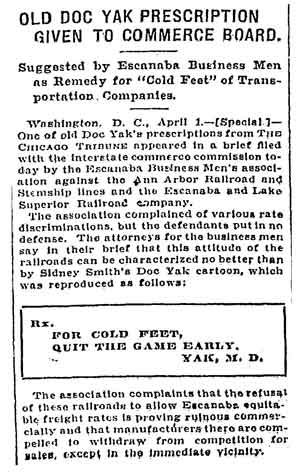 OLD DOC YAK PRESCRIPTION
GIVEN TO COMMERCE BOARD.
Suggested by Escanaba Business Men
as Remedy for "Cold Feet" of Trans-
portation Companies.
Washington, D. C., April 1.—[Special.]—
One of old Doc Yak's prescriptions from THE
CHICAGO TRIBUNE appeared in a brief filed
with the interstate commerce commission to-
day by the Escanaba Business Men's associ-
ation against the Ann Arbor Railroad and
Steamship lines and the Escanaba and Lake
Superior Railroad company.
The association complained of various rate
discriminations, but the defendants put in no
defense. The attorneys for the business men
say in their brief that this attitude of the
railroads can be characterized no better than
by Sidney Smith's Doc Yak cartoon, which
was reproduced as follows:
Rx.
FOR COLD FEET,
QUIT THE GAME EARLY.
YAK, M. D.
The association complaints that the refusal
of these railroads to allow Escanaba equita-
ble freight rates is proving ruinous commer-
cially and that manufacturers there are com-
pelled to withdraw from competition for
sales, except in the immediate vicinity.